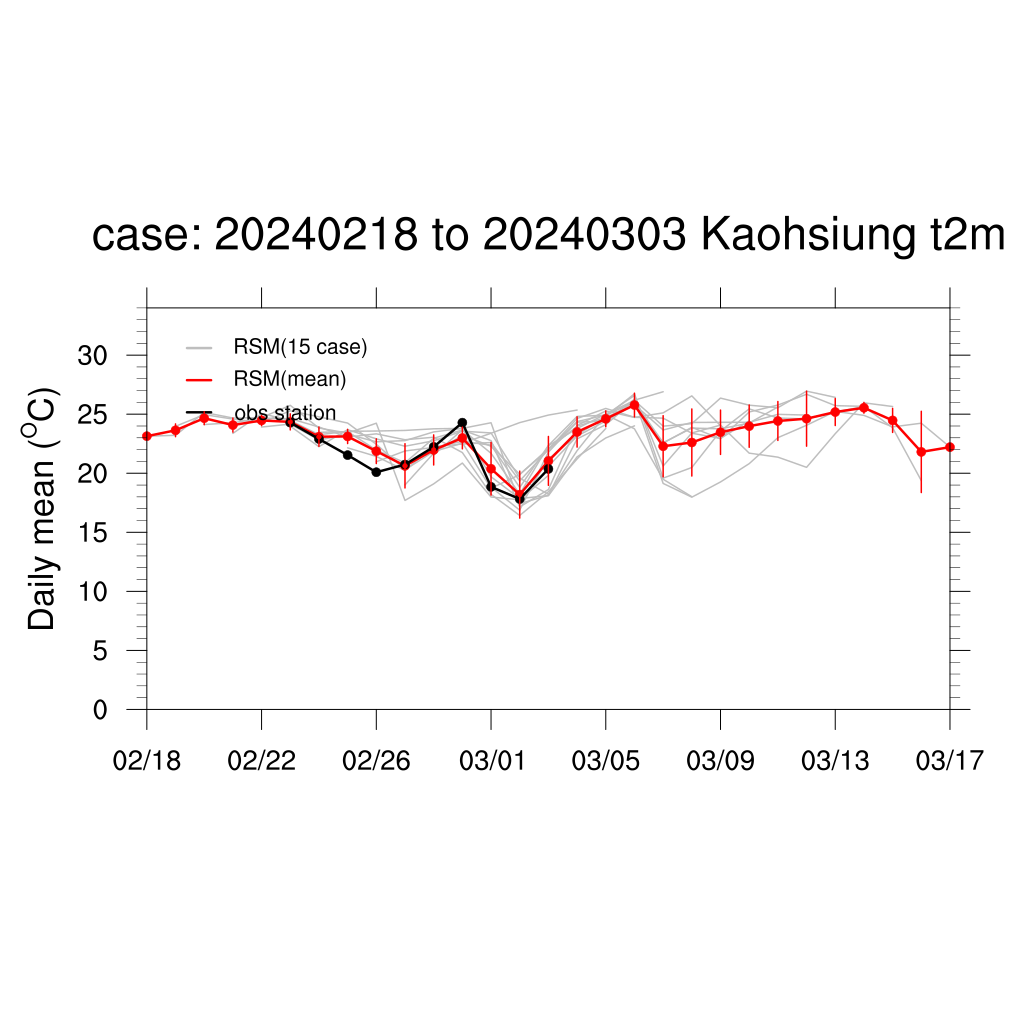 case: 20240218 to 20240303 Kaohsiung t2m
RSM(15 case)
RSM(mean)
obs station
Daily mean (°C)
30
25
20
15
10
5
0
02/18 02/22 02/26 03/01 03/05 03/09 03/13 03/17